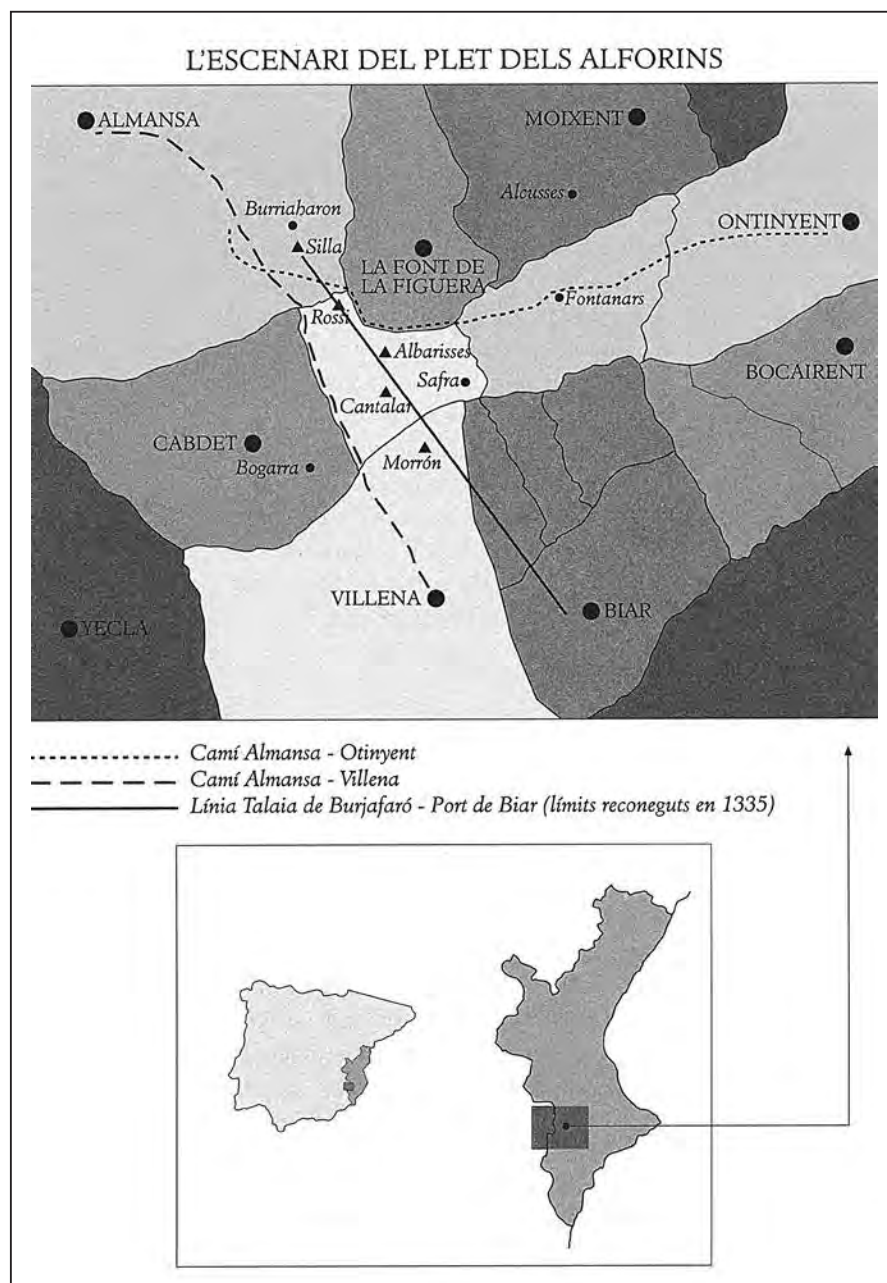 L'ESCENARI DEL PLET DELS ALFORINS
ALMANSA
MOIXENT
Alcusses
Burriaharon
ONTINYENT
Silla
LA FONT DE
LA FIGUERA
Fontanars
Rossi
Albarisses
BOCAIRENT
Safra
Cantalar
CABDET
Morrón
Bogarra
VILLENA
BIAR
YECLA
Camí Almansa - Otinyent
Camí Almansa - Villena
Línia Talaia de Burjafaró - Port de Biar (límits reconeguts en 1335)